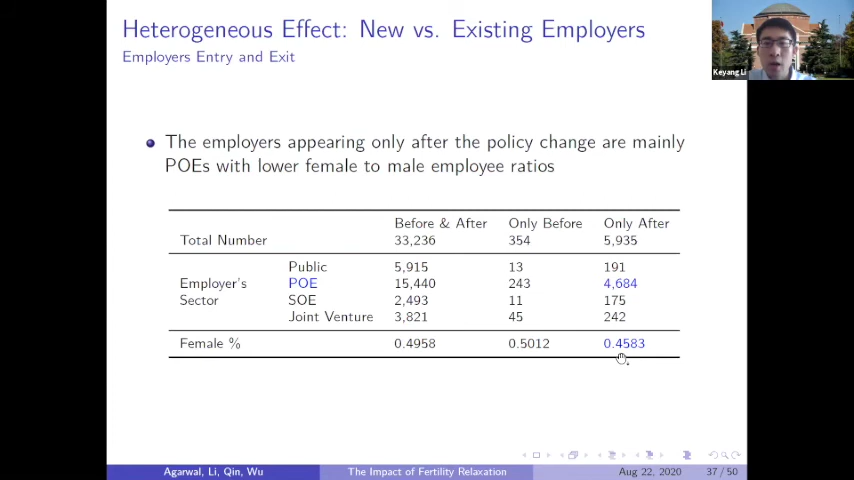 Heterogeneous Effect: New vs. Existing Employers
Employers Entry and Exit
Keyang Li
The employers appearing only after the policy change are mainly
POEs with lower female to male employee ratios
Before & After Only Before Only After
Total Number 33,236 354 5,935
Public 5,915 13 191
Employer's POE 15,440 243 4,684
Sector SOE 2,493 11 175
Joint Venture 3,821 45 242
Female % 0.4958 0.5012 0.4583
Agarwal, Li, Qin, Wu The Impact of Fertility Relaxation Aug 22, 2020 37 / 50